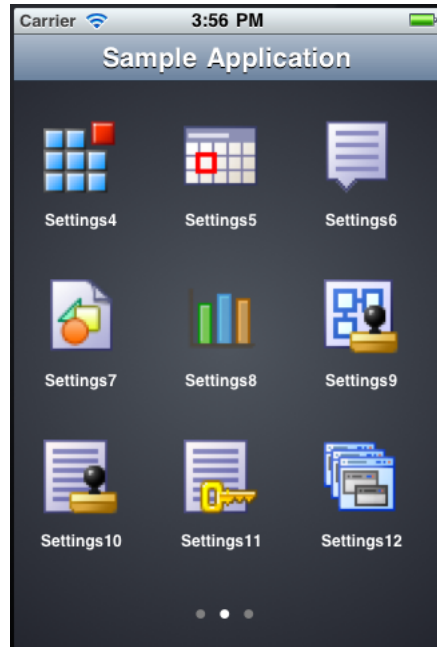 Carrier 3:56 PM
Sample Application
Settings4 Settings5 Settings6
Settings7 Settings8 Settings9
Settings10 Settings11 Settings12